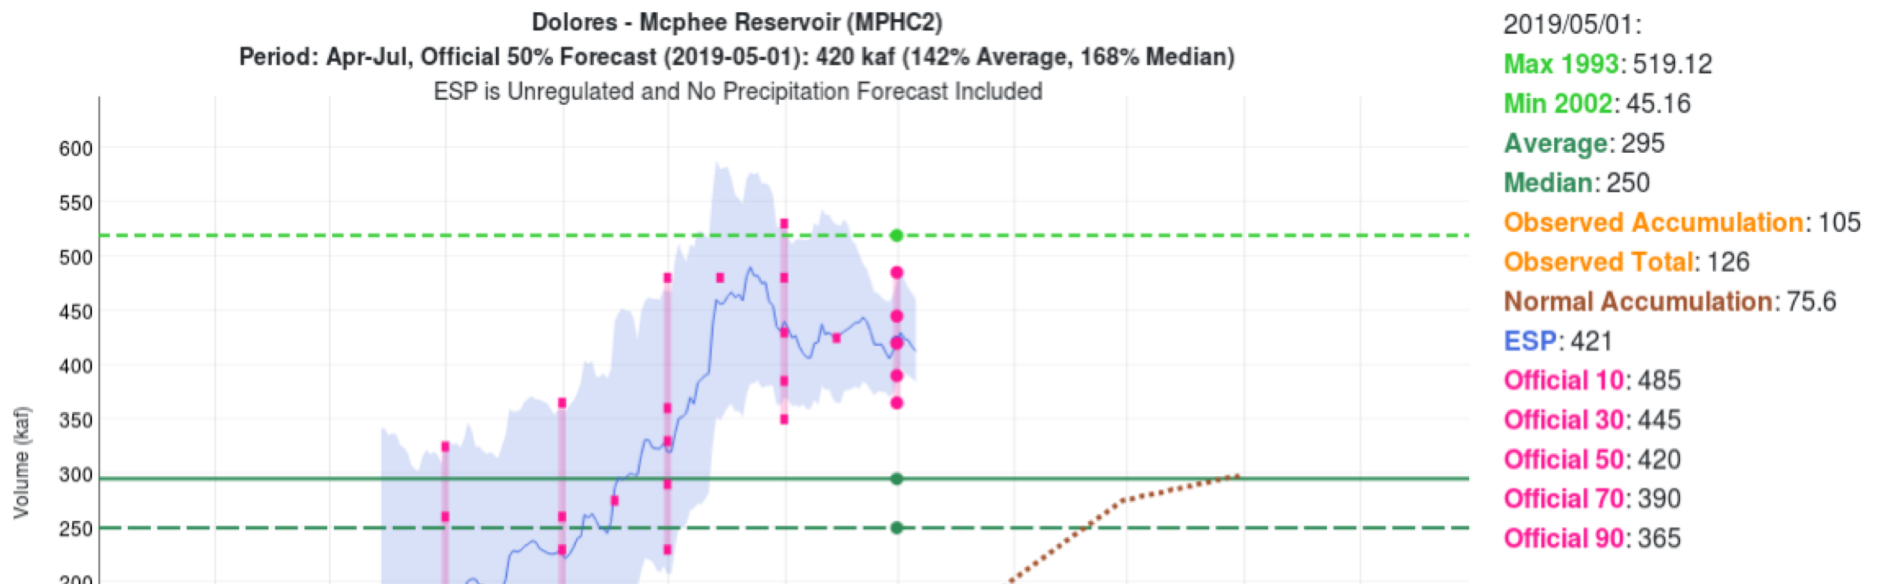 Dolores - Mcphee Reservoir (MPHC2)
Period: Apr-Jul, Official 50% Forecast (2019-05-01): 420 kaf (142% Average, 168% Median)
ESP is Unregulated and No Precipitation Forecast Included
600
550
500
450
400
350
300
250
200
Volume (kaf)
2019/05/01:
Max 1993: 519.12
Min 2002: 45.16
Average: 295
Median: 250
Observed Accumulation: 105
Observed Total: 126
Normal Accumulation: 75.6
ESP: 421
Official 10: 485
Official 30: 445
Official 50: 420
Official 70: 390
Official 90: 365